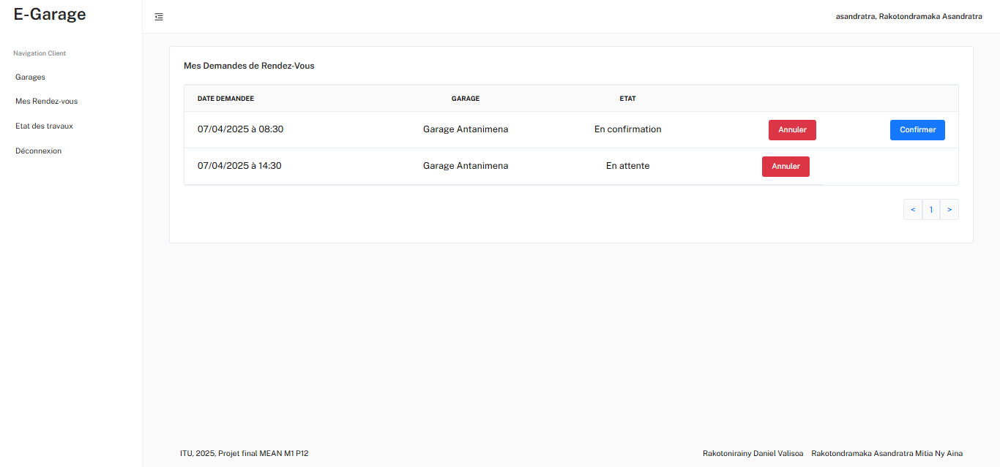 E-Garage
asandratra, Rakotondramaka Asandratra
Navigation Client
Garages
Mes Rendez-vous
Etat des travaux
Déconnexion
Mes Demandes de Rendez-Vous
DATE DEMANDEE GARAGE ETAT
07/04/2025 à 08:30 Garage Antanimena En confirmation Annuler Confirmer
07/04/2025 à 14:30 Garage Antanimena En attente Annuler
< 1 >
ITU, 2025, Projet final MEAN M1 P12 Rakotonirainy Daniel Valisoa Rakotondramaka Asandratra Mitia Ny Aina